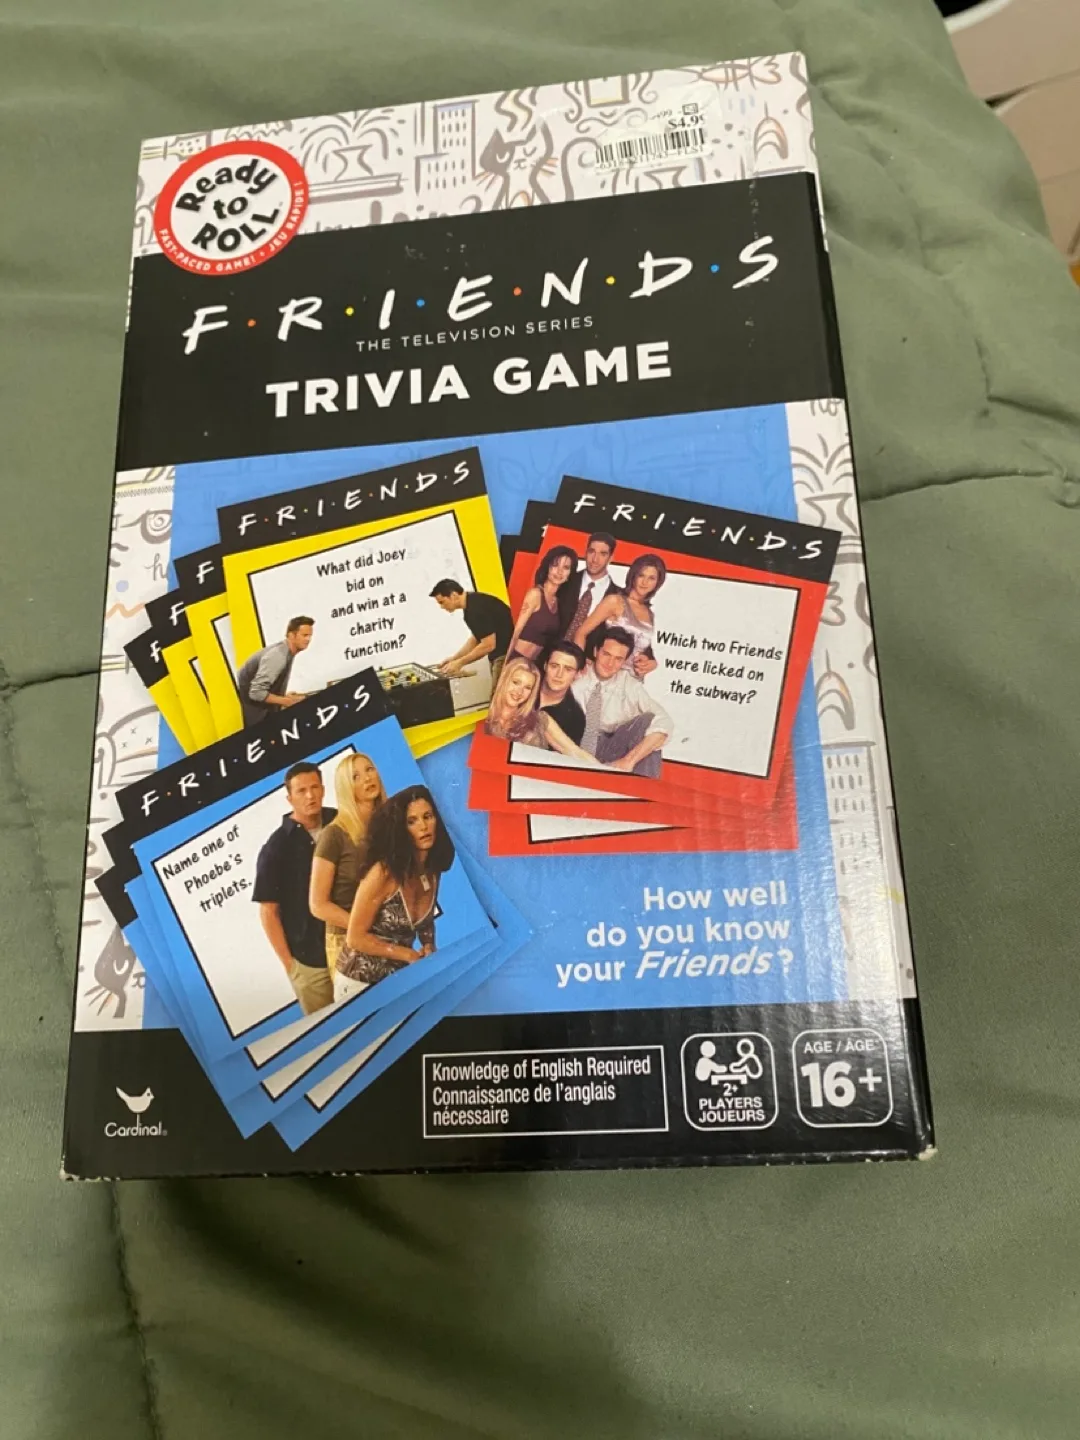 $4.99
Ready
to
ROLL
FAST-PACED GAME! • JEU RAPIDE !
F·R·I·E·N·D·S
THE TELEVISION SERIES
TRIVIA GAME
F·R·I·E·N·D·S
What did Joey
bid on
and win at a
charity
function?
F
F
F
F·R·I·E·N·D·S
Which two Friends
were licked on
the subway?
F·R·I·E·N·D·S
Name one of
Phoebe's
triplets.
How well
do you know
your Friends?
Cardinal®
Knowledge of English Required
Connaissance de l'anglais
nécessaire
2+
PLAYERS
JOUEURS
AGE / ÂGE
16+